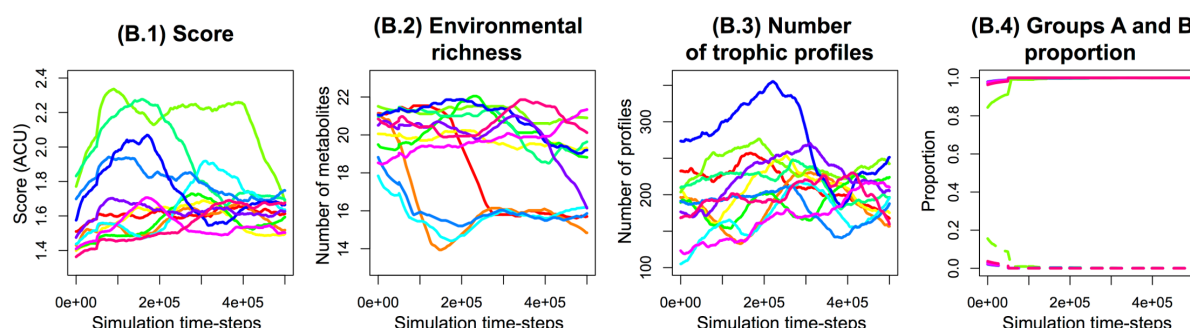 (B.1) Score
Score (ACU)
1.4 1.6 1.8 2.0 2.2 2.4
0e+00 2e+05 4e+05
Simulation time-steps
(B.2) Environmental
richness
Number of metabolites
14 16 18 20 22
0e+00 2e+05 4e+05
Simulation time-steps
(B.3) Number
of trophic profiles
Number of profiles
100 200 300
0e+00 2e+05 4e+05
Simulation time-steps
(B.4) Groups A and B
proportion
Proportion
0.0 0.2 0.4 0.6 0.8 1.0
0e+00 2e+05 4e+05
Simulation time-steps